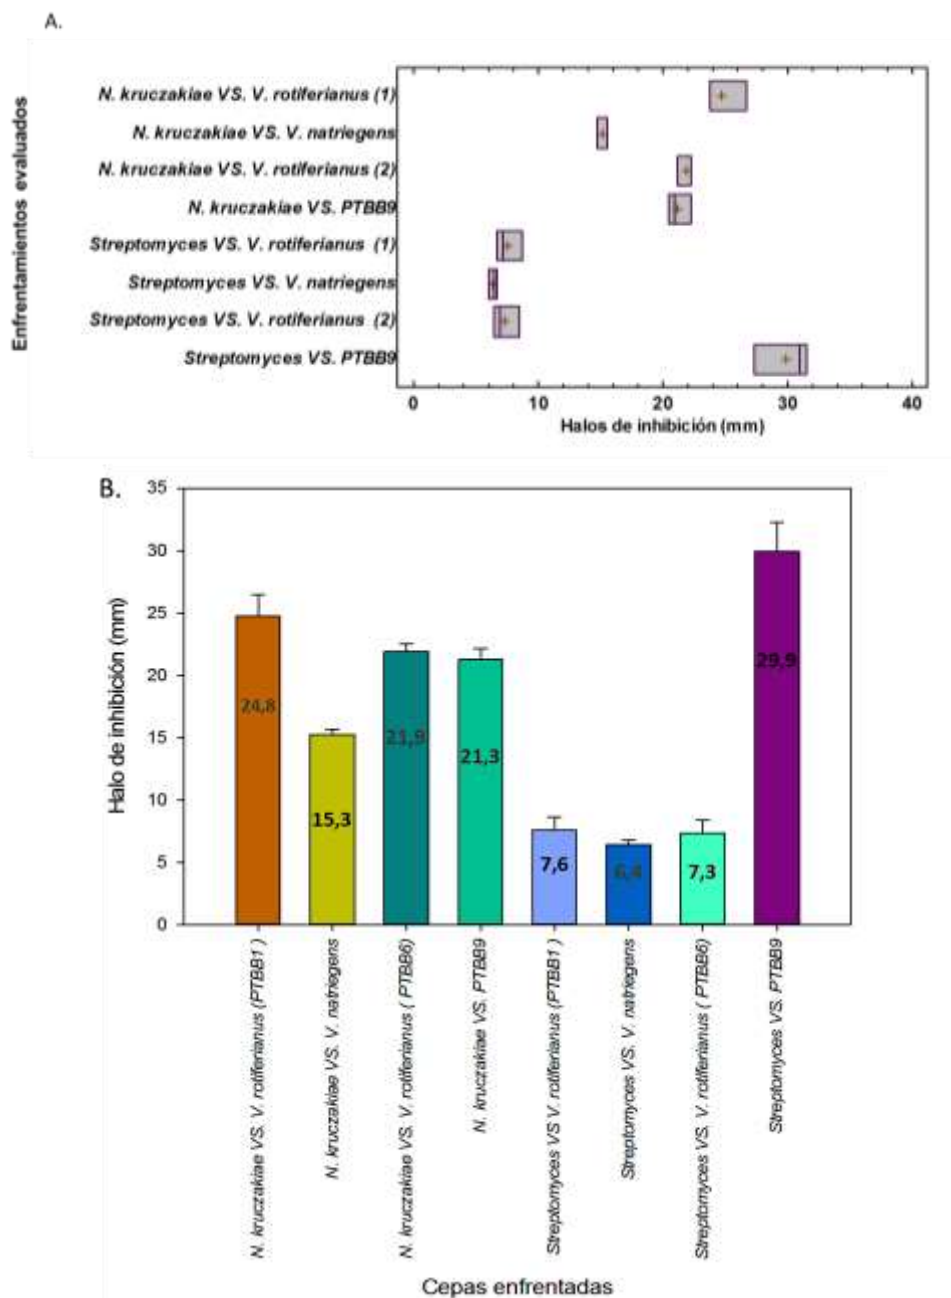 A.
Enfrentamientos evaluados
N. kruczakiae VS. V. rotiferianus (1)
N. kruczakiae VS. V. natriegens
N. kruczakiae VS. V. rotiferianus (2)
N. kruczakiae VS. PTBB9
Streptomyces VS. V. rotiferianus (1)
Streptomyces VS. V. natriegens
Streptomyces VS. V. rotiferianus (2)
Streptomyces VS. PTBB9
0 10 20 30 40
Halos de inhibición (mm)
B.
Halo de inhibición (mm)
35
30
25
20
15
10
5
0
24,8
15,3
21,9
21,3
7,6
6,4
7,3
29,9
N. kruczakiae VS. V. rotiferianus (PTBB1 )
N. kruczakiae VS. V. natriegens
N. kruczakiae VS. V. rotiferianus ( PTBB6)
N. kruczakiae VS. PTBB9
Streptomyces VS V. rotiferianus (PTBB1 )
Streptomyces VS. V. natriegens
Streptomyces VS. V. rotiferianus ( PTBB6)
Streptomyces VS. PTBB9
Cepas enfrentadas